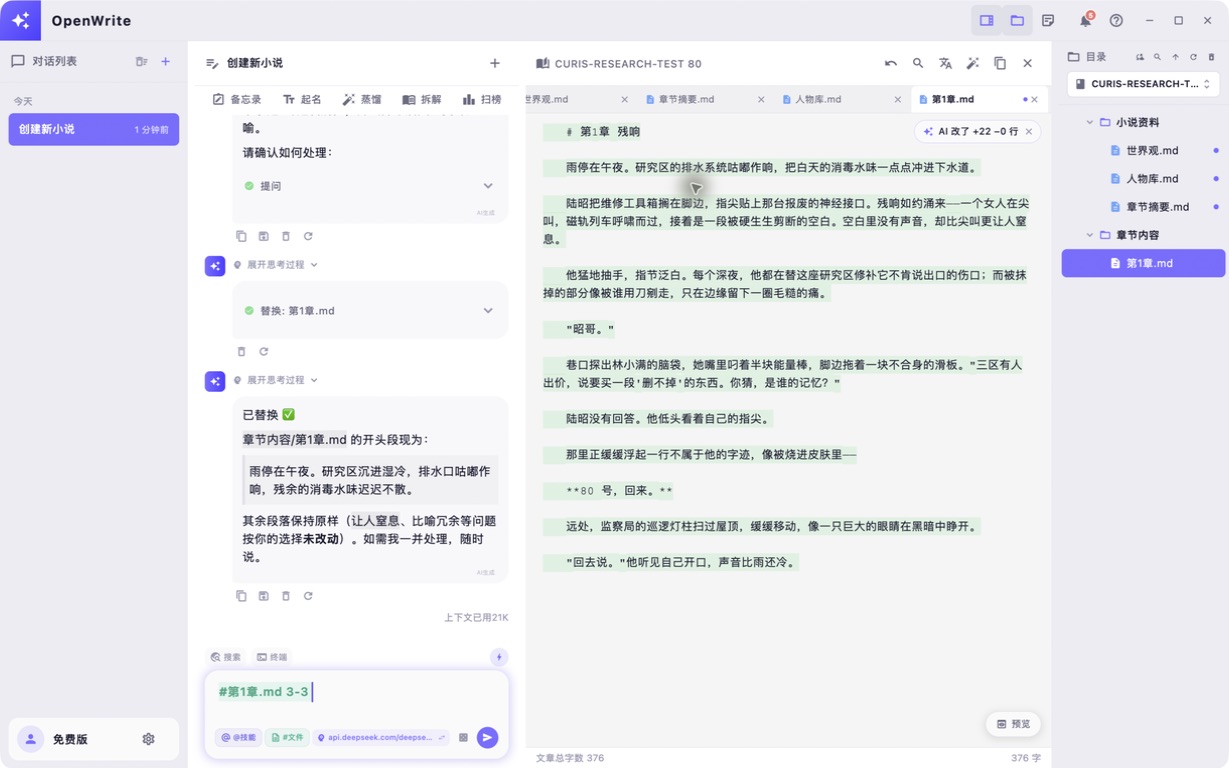 OpenWrite
6
对话列表
今天
创建新小说
1 分钟前
免费版
创建新小说
备忘录
起名
蒸馏
拆解
扫榜
喻。
请确认如何处理：
提问
AI生成
展开思考过程
替换: 第1章.md
展开思考过程
已替换 ✅
章节内容/第1章.md 的开头段现为：
雨停在午夜。研究区沉进湿冷，排水口咕嘟作
响，残余的消毒水味迟迟不散。
其余段落保持原样（让人窒息、比喻冗余等问题
按你的选择未改动）。如需我一并处理，随时
说。
AI生成
上下文已用21K
搜索
终端
#第1章.md 3-3
@技能
#文件
api.deepseek.com/deepse...
CURIS-RESEARCH-TEST 80
世界观.md
章节摘要.md
人物库.md
第1章.md
# 第1章 残响
AI 改了 +22 −0 行
雨停在午夜。研究区的排水系统咕嘟作响，把白天的消毒水味一点点冲进下水道。
陆昭把维修工具箱搁在脚边，指尖贴上那台报废的神经接口。残响如约涌来——一个女人在尖
叫，磁轨列车呼啸而过，接着是一段被硬生生剪断的空白。空白里没有声音，却比尖叫更让人窒
息。
他猛地抽手，指节泛白。每个深夜，他都在替这座研究区修补它不肯说出口的伤口；而被抹
掉的部分像被谁用刀剜走，只在边缘留下一圈毛糙的痛。
"昭哥。"
巷口探出林小满的脑袋，她嘴里叼着半块能量棒，脚边拖着一块不合身的滑板。"三区有人
出价，说要买一段'删不掉'的东西。你猜，是谁的记忆？"
陆昭没有回答。他低头看着自己的指尖。
那里正缓缓浮起一行不属于他的字迹，像被烧进皮肤里——
**80 号，回来。**
远处，监察局的巡逻灯柱扫过屋顶，缓缓移动，像一只巨大的眼睛在黑暗中睁开。
"回去说。"他听见自己开口，声音比雨还冷。
预览
文章总字数 376
376 字
目录
CURIS-RESEARCH-T...
小说资料
世界观.md
人物库.md
章节摘要.md
章节内容
第1章.md